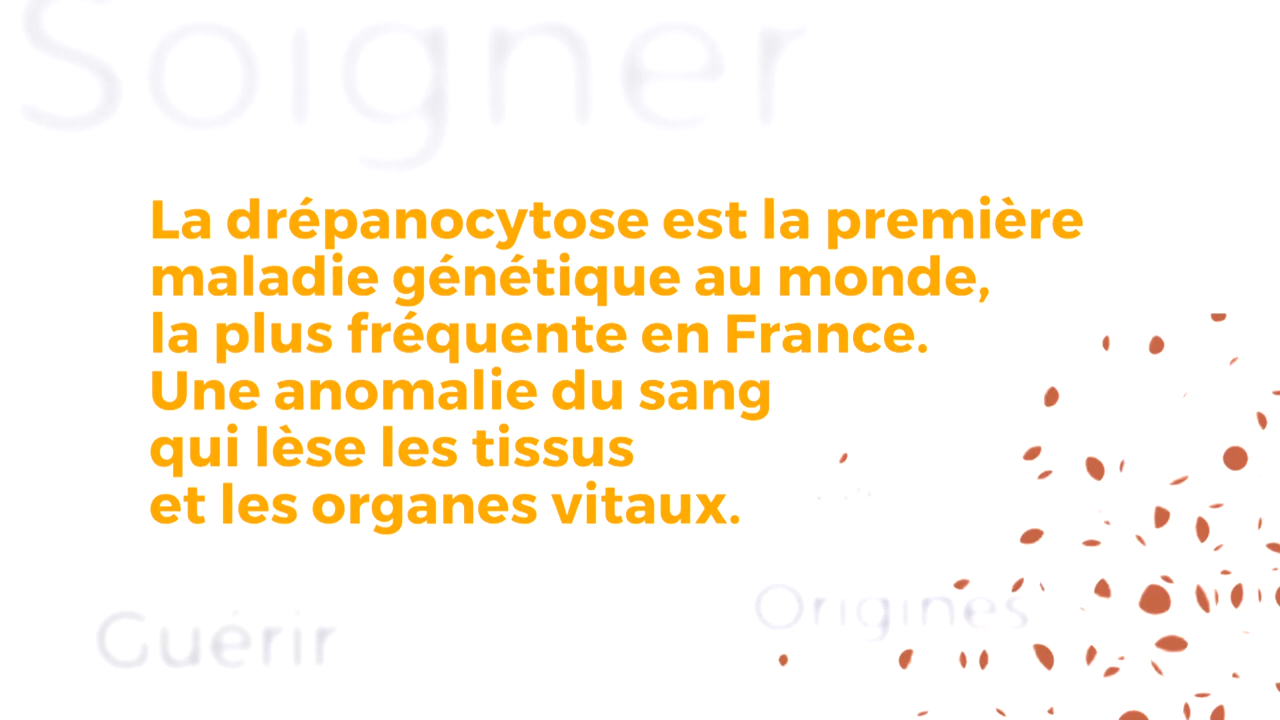 Soigner
La drépanocytose est la première
maladie génétique au monde,
la plus fréquente en France.
Une anomalie du sang
qui lèse les tissus
et les organes vitaux.
Origines
Guérir